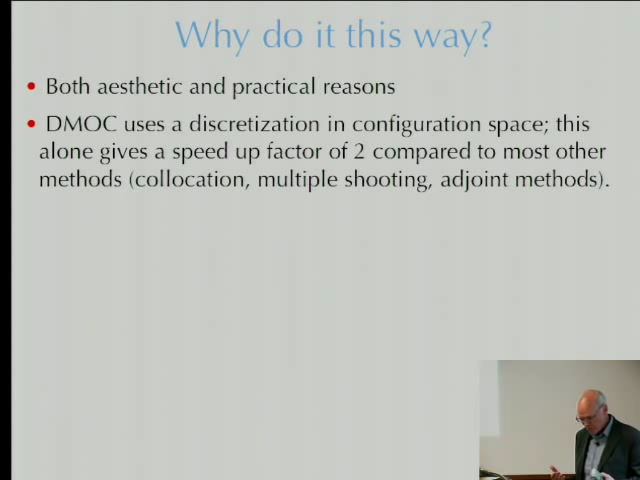 Why do it this way?
• Both aesthetic and practical reasons
• DMOC uses a discretization in configuration space; this
alone gives a speed up factor of 2 compared to most other
methods (collocation, multiple shooting, adjoint methods).